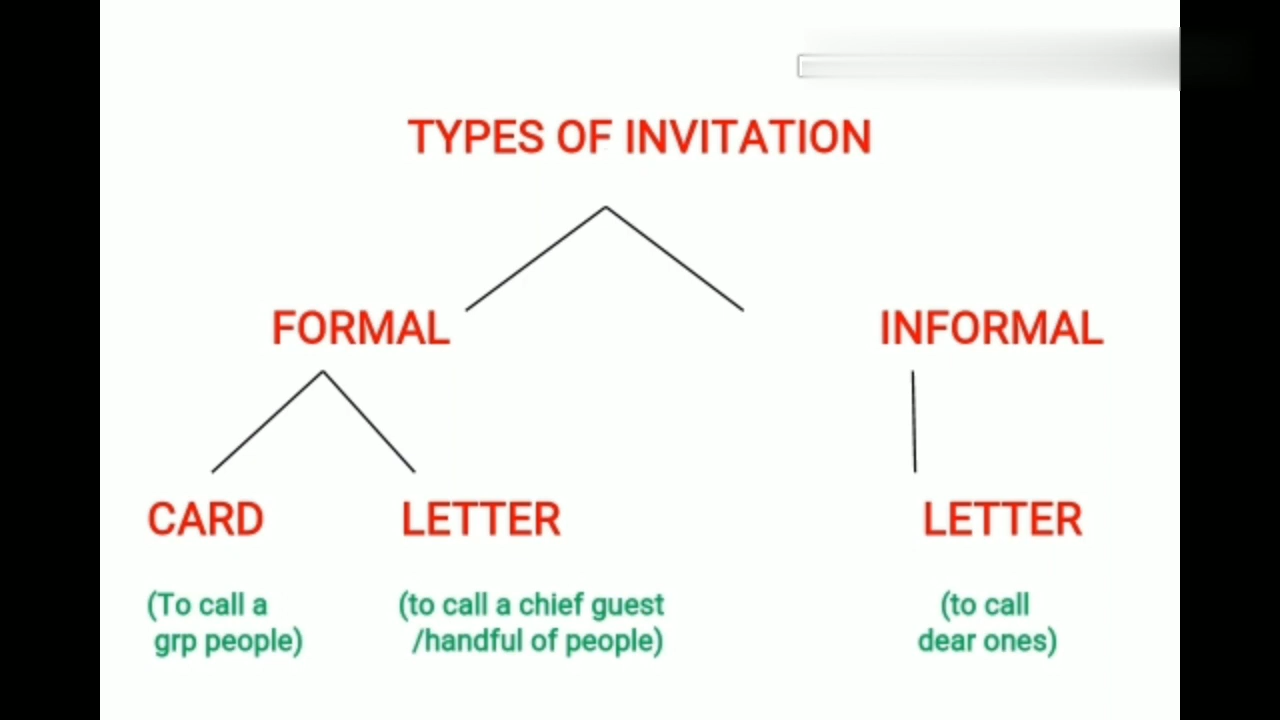 TYPES OF INVITATION
FORMAL
INFORMAL
CARD
LETTER
LETTER
(To call a
grp people)
(to call a chief guest
/handful of people)
(to call
dear ones)